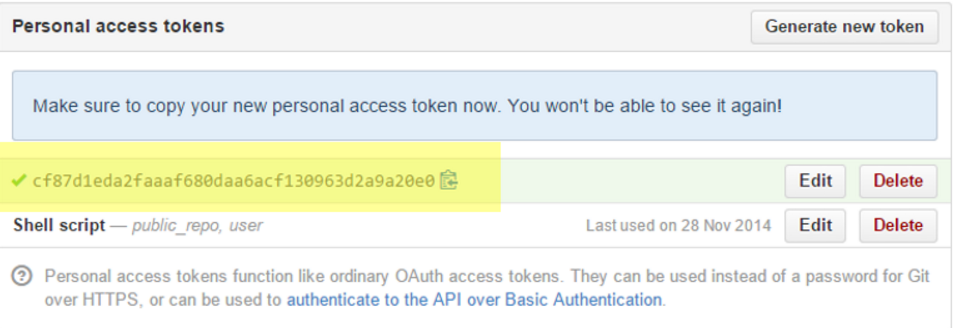 Personal access tokens
Generate new token
Make sure to copy your new personal access token now. You won't be able to see it again!
cf87d1eda2faaaf680daa6acf130963d2a9a20e0 Edit Delete
Shell script — public_repo, user Last used on 28 Nov 2014 Edit Delete
Personal access tokens function like ordinary OAuth access tokens. They can be used instead of a password for Git
over HTTPS, or can be used to authenticate to the API over Basic Authentication.